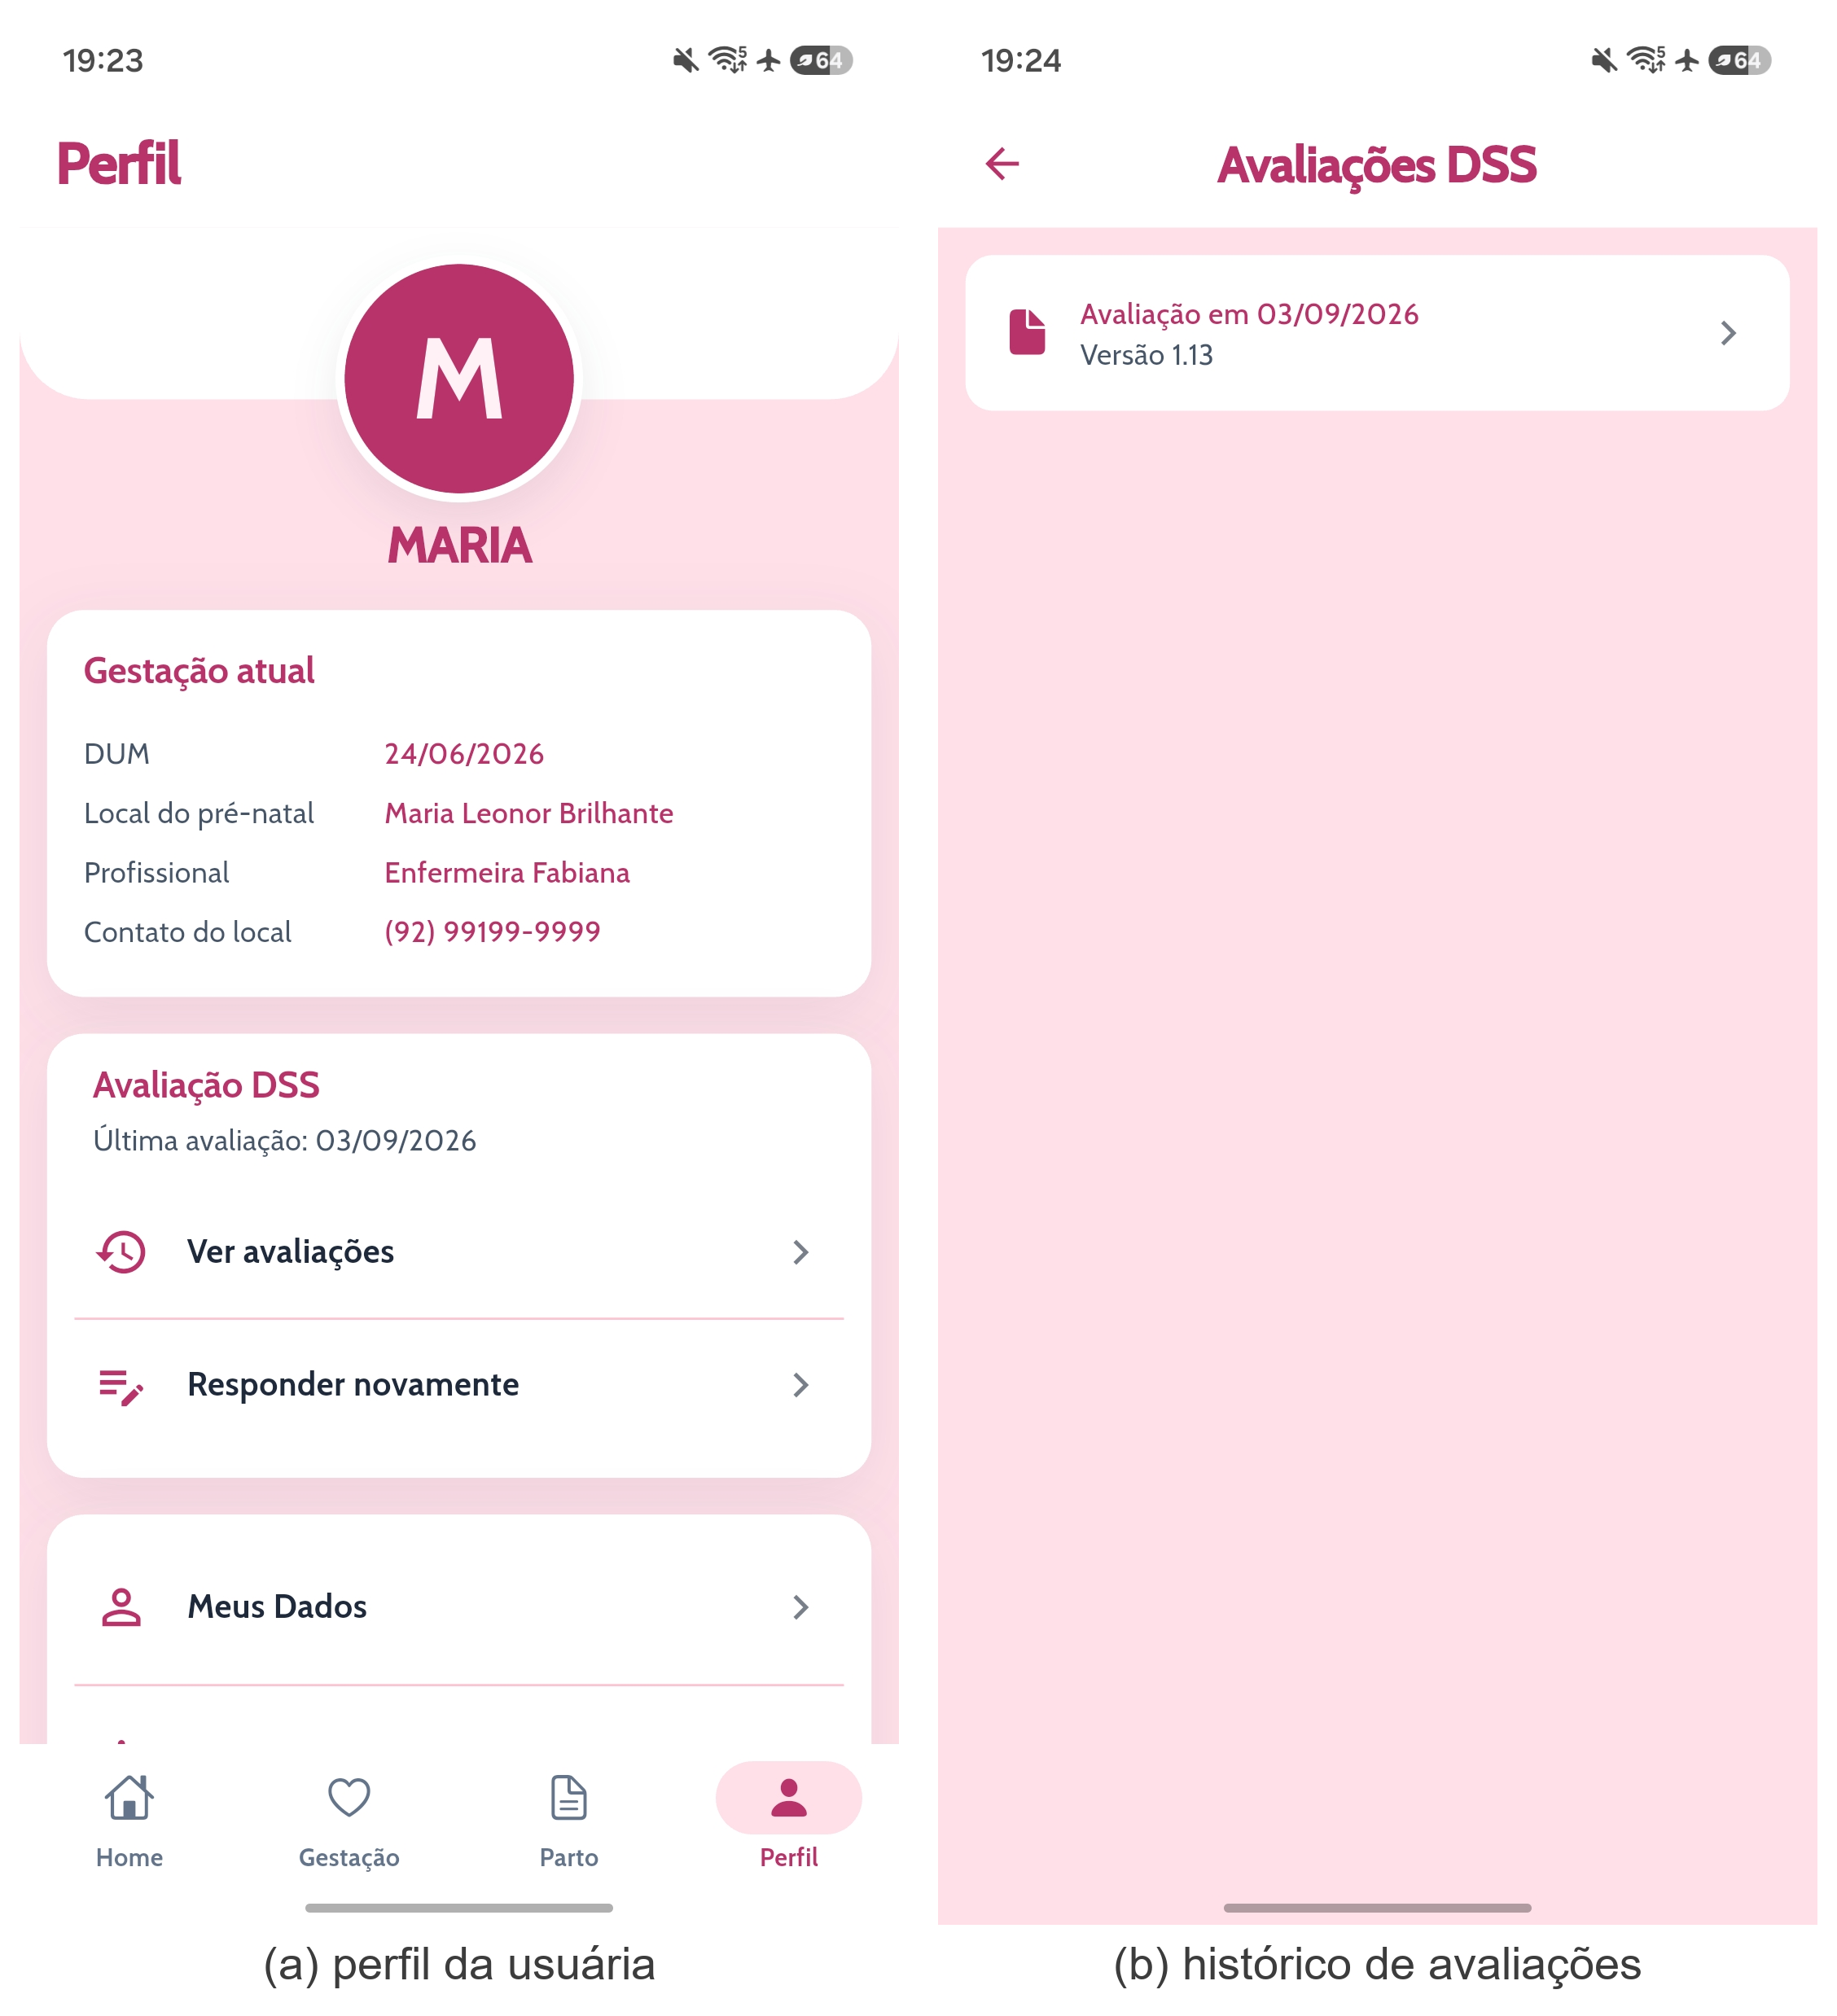 19:23
64
Perfil
M
MARIA
Gestação atual
DUM 24/06/2026
Local do pré-natal Maria Leonor Brilhante
Profissional Enfermeira Fabiana
Contato do local (92) 99199-9999
Avaliação DSS
Última avaliação: 03/09/2026
Ver avaliações
Responder novamente
Meus Dados
Home Gestação Parto Perfil
(a) perfil da usuária
19:24
64
Avaliações DSS
Avaliação em 03/09/2026
Versão 1.13
(b) histórico de avaliações